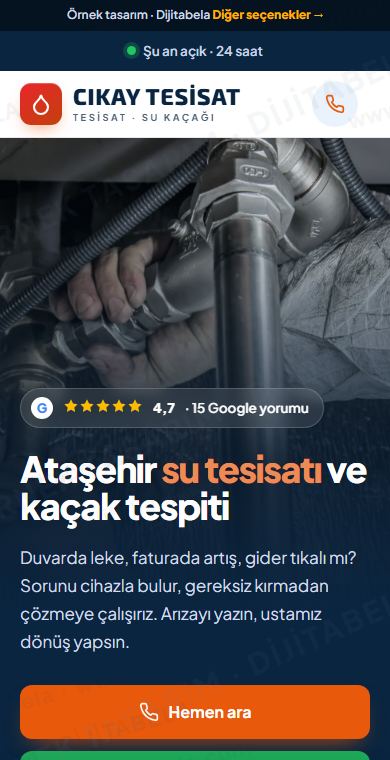 Örnek tasarım · Dijitabela Diğer seçenekler →
Şu an açık · 24 saat
CIKAY TESİSAT
TESİSAT · SU KAÇAĞI
G ★★★★★ 4,7 · 15 Google yorumu
Ataşehir su tesisatı ve
kaçak tespiti
Duvarda leke, faturada artış, gider tıkalı mı?
Sorunu cihazla bulur, gereksiz kırmadan
çözmeye çalışırız. Arızayı yazın, ustamız
dönüş yapsın.
Hemen ara